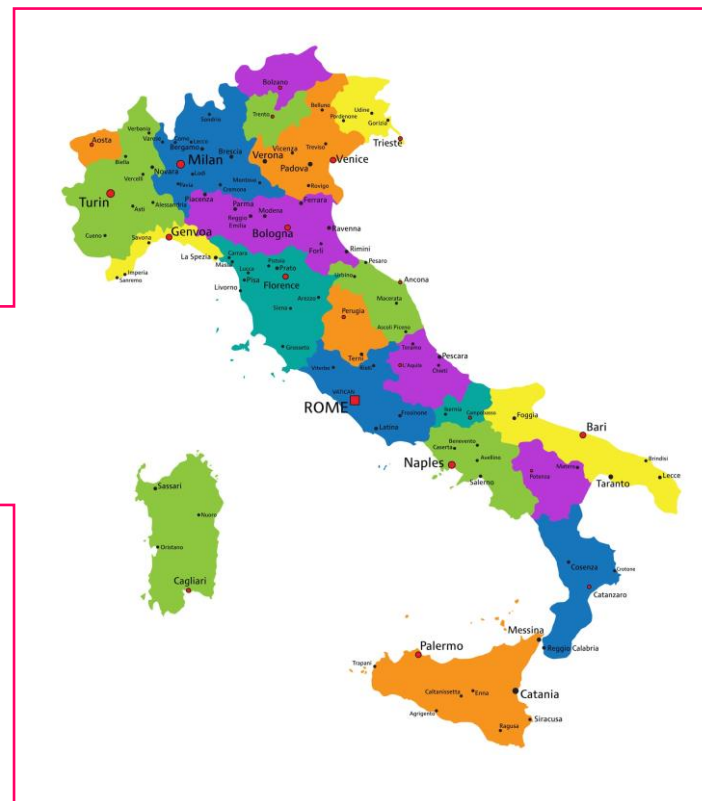 Bolzano
Trento
Belluno
Udine
Pordenone
Gorizia
Trieste
Sondrio
Verbania
Varese
Como
Lecco
Bergamo
Aosta
Biella
Milan
Brescia
Verona
Vicenza
Treviso
Padova
Venice
Novara
Vercelli
Lodi
Pavia
Cremona
Mantova
Rovigo
Turin
Asti
Alessandria
Piacenza
Parma
Reggio
Emilia
Modena
Ferrara
Cuneo
Savona
Genvoa
Bologna
Ravenna
Forlì
Rimini
Imperia
Sanremo
La Spezia
Carrara
Massa
Lucca
Pistoia
Prato
Pisa
Florence
Livorno
Arezzo
Siena
Grosseto
Pesaro
Urbino
Ancona
Macerata
Perugia
Ascoli Piceno
Terni
Teramo
Viterbo
Rieti
L'Aquila
Pescara
Chieti
VATICAN
ROME
Frosinone
Latina
Isernia
Campobasso
Foggia
Caserta
Benevento
Avellino
Naples
Salerno
Bari
Potenza
Matera
Taranto
Brindisi
Lecce
Sassari
Nuoro
Oristano
Cagliari
Cosenza
Crotone
Catanzaro
Messina
Reggio Calabria
Palermo
Trapani
Caltanissetta
Enna
Catania
Agrigento
Siracusa
Ragusa